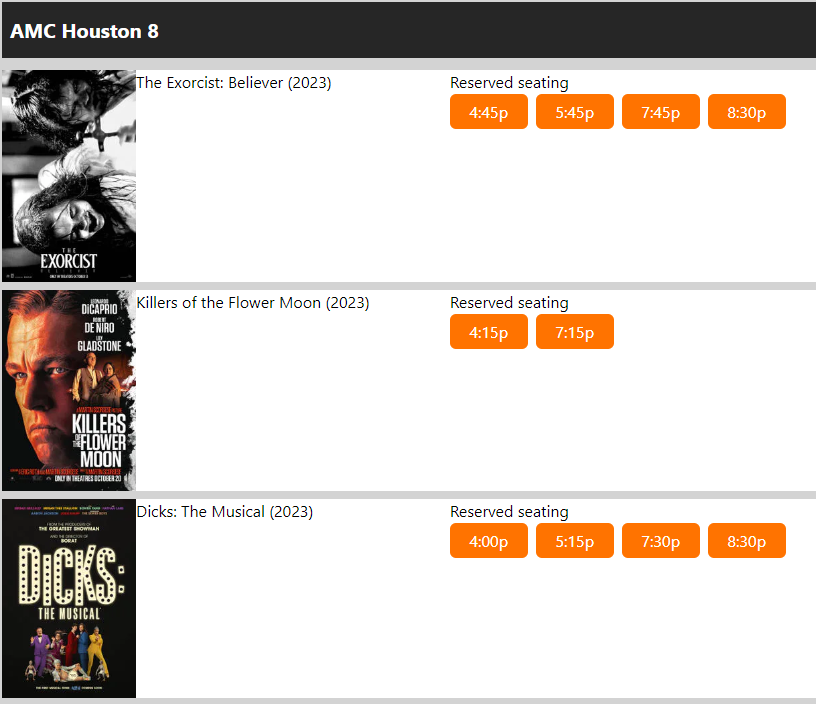 AMC Houston 8
The Exorcist: Believer (2023)
Reserved seating
4:45p 5:45p 7:45p 8:30p
THE
EXORCIST
BELIEVER
Killers of the Flower Moon (2023)
Reserved seating
4:15p 7:15p
LEONARDO
DiCAPRIO
ROBERT
DE NIRO
LILY
GLADSTONE
KILLERS
OF THE FLOWER
MOON
ONLY IN THEATRES OCTOBER 20
Dicks: The Musical (2023)
Reserved seating
4:00p 5:15p 7:30p 8:30p
FROM THE PRODUCERS OF
THE GREATEST SHOWMAN
AND THE DIRECTOR OF
BORAT
DICKS:
THE MUSICAL